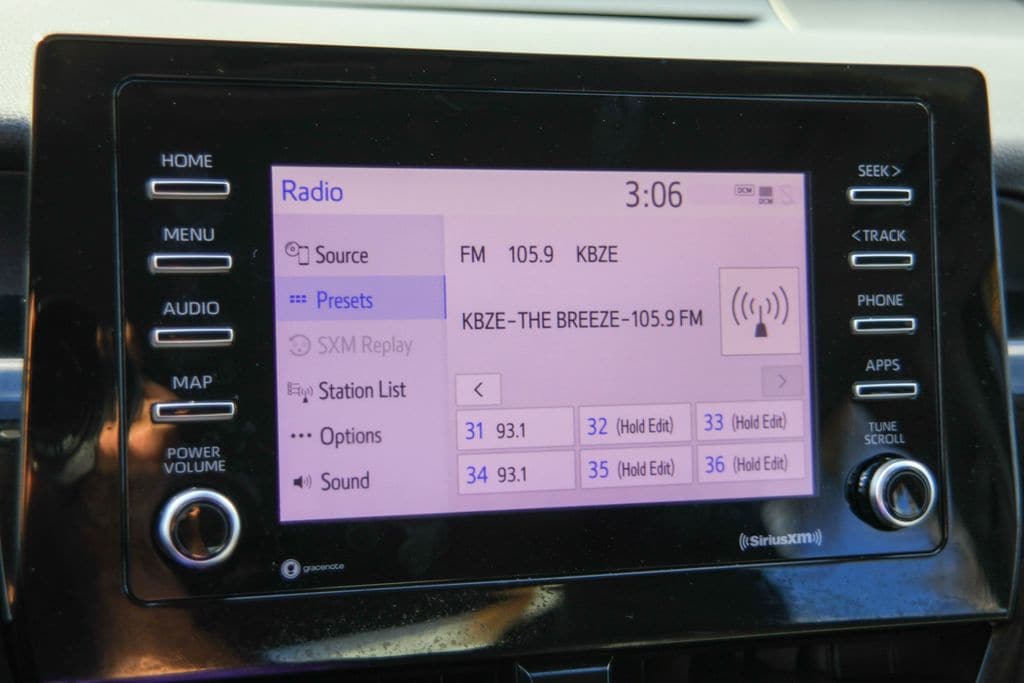 HOME
MENU
AUDIO
MAP
POWER
VOLUME
Radio
3:06
DCM
DCM
Source
Presets
SXM Replay
Station List
Options
Sound
FM 105.9 KBZE
KBZE-THE BREEZE-105.9 FM
<
>
31 93.1
32 (Hold Edit)
33 (Hold Edit)
34 93.1
35 (Hold Edit)
36 (Hold Edit)
SEEK >
< TRACK
PHONE
APPS
TUNE
SCROLL
gracenote
SiriusXM